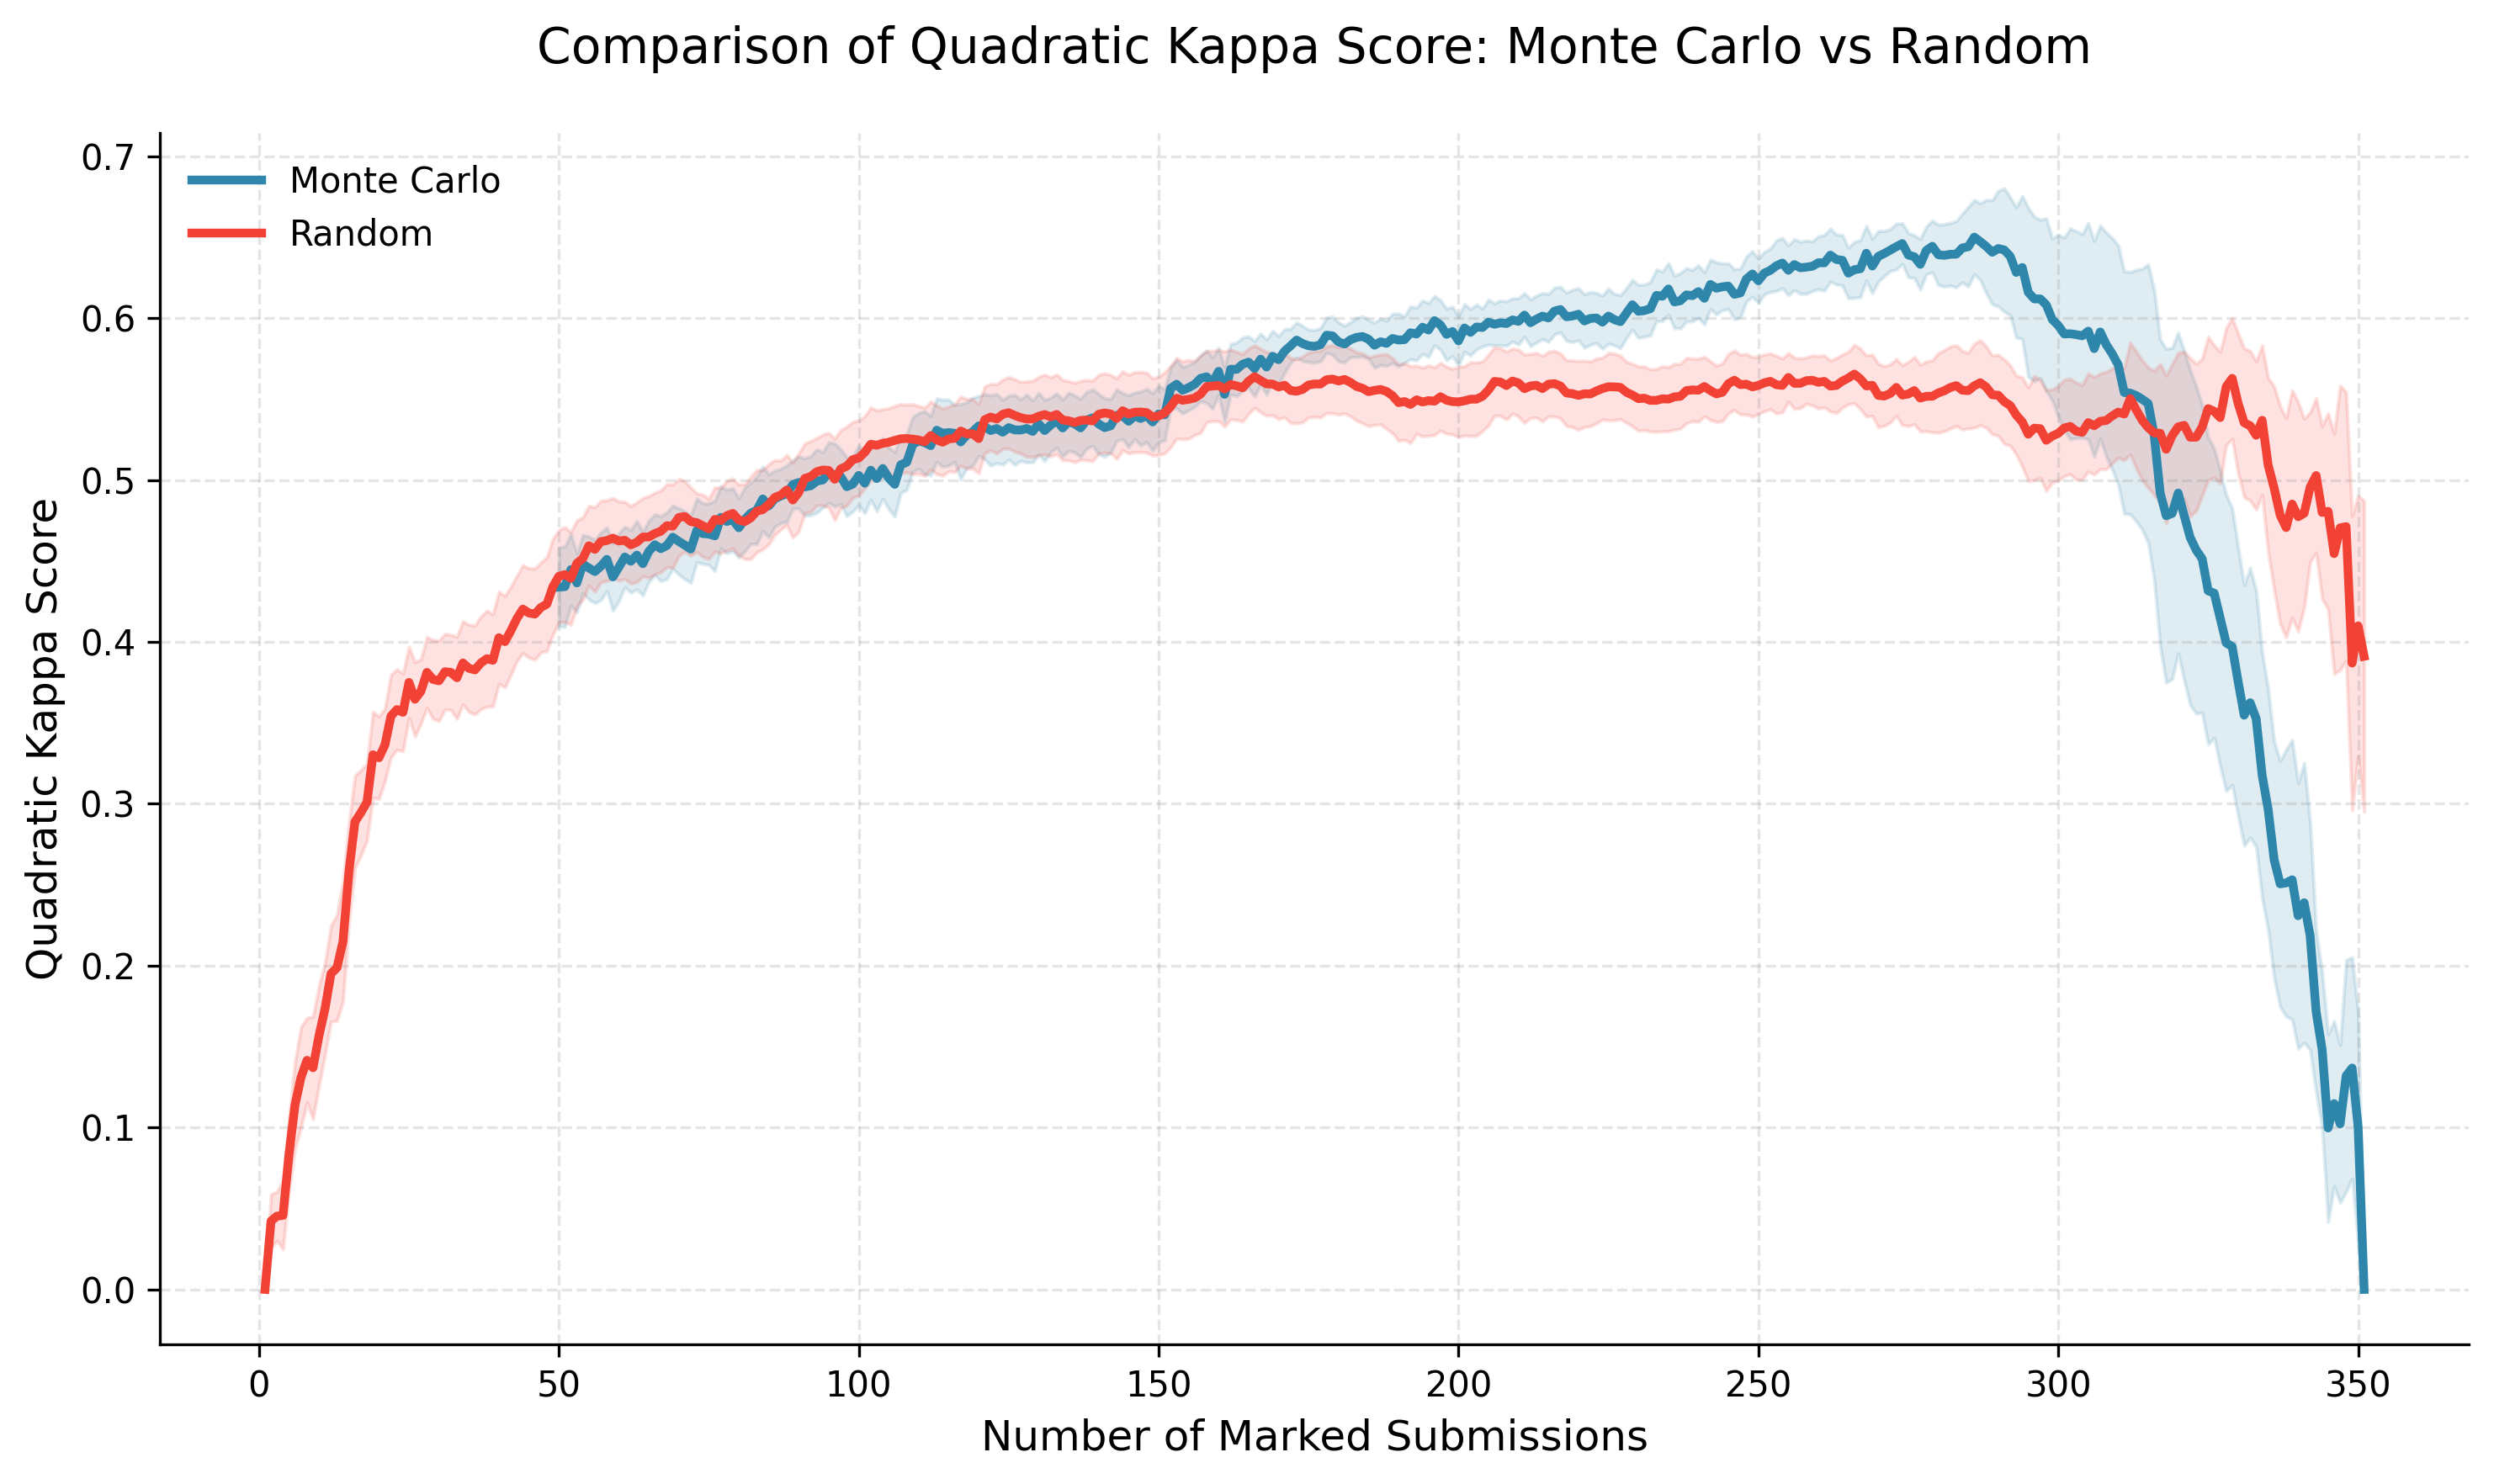 Comparison of Quadratic Kappa Score: Monte Carlo vs Random
Monte Carlo
Random
Quadratic Kappa Score
0.7
0.6
0.5
0.4
0.3
0.2
0.1
0.0
0 50 100 150 200 250 300 350
Number of Marked Submissions